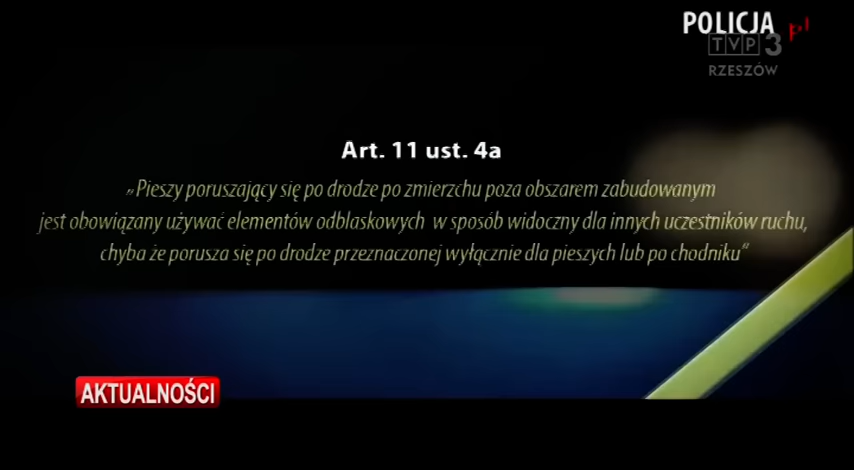 POLICJA.pl
TVP3
RZESZÓW
Art. 11 ust. 4a
„Pieszy poruszający się po drodze po zmierzchu poza obszarem zabudowanym
jest obowiązany używać elementów odblaskowych w sposób widoczny dla innych uczestników ruchu,
chyba że porusza się po drodze przeznaczonej wyłącznie dla pieszych lub po chodniku”
AKTUALNOŚCI